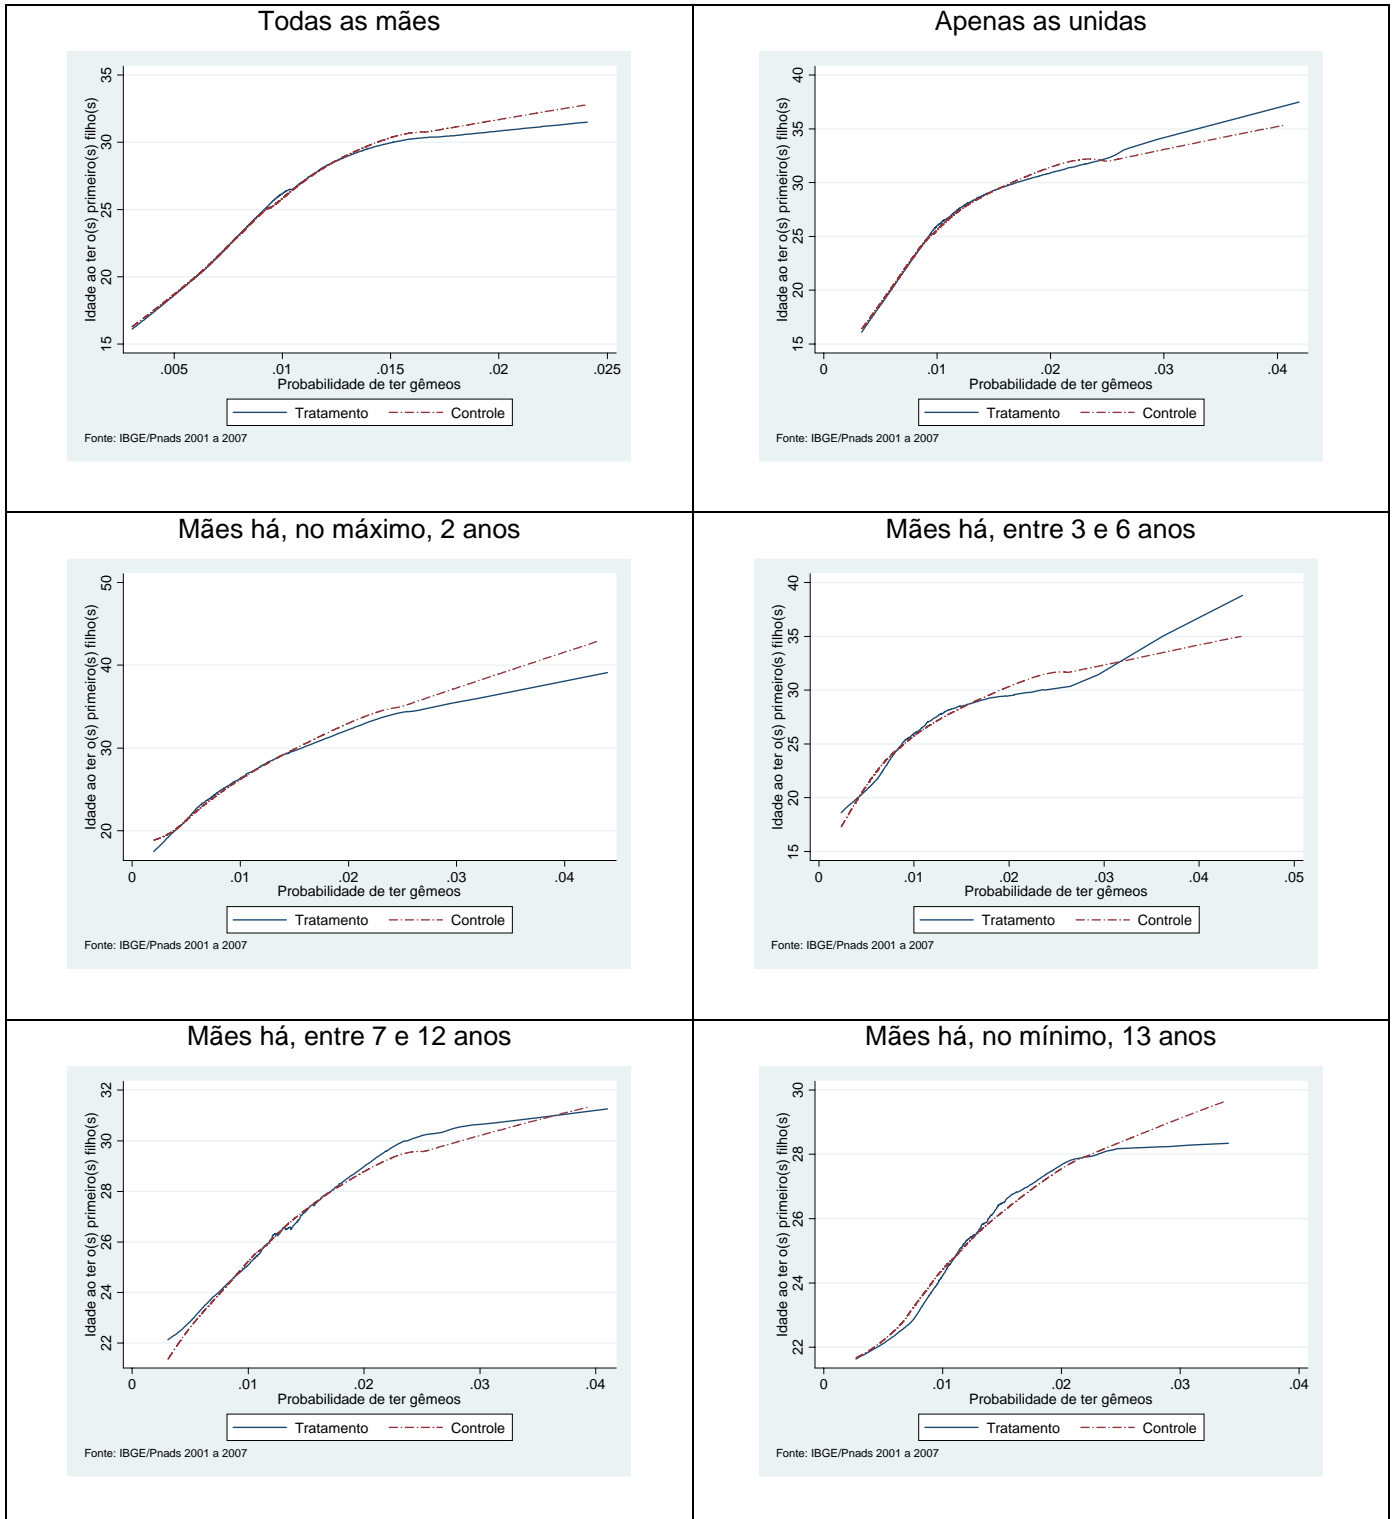 Todas as mães
Idade ao ter o(s) primeiro(s) filho(s)
35
30
25
20
15
.005 .01 .015 .02 .025
Probabilidade de ter gêmeos
Tratamento Controle
Fonte: IBGE/Pnads 2001 a 2007
Apenas as unidas
Idade ao ter o(s) primeiro(s) filho(s)
40
35
30
25
20
15
0 .01 .02 .03 .04
Probabilidade de ter gêmeos
Tratamento Controle
Fonte: IBGE/Pnads 2001 a 2007
Mães há, no máximo, 2 anos
Idade ao ter o(s) primeiro(s) filho(s)
50
40
30
20
0 .01 .02 .03 .04
Probabilidade de ter gêmeos
Tratamento Controle
Fonte: IBGE/Pnads 2001 a 2007
Mães há, entre 3 e 6 anos
Idade ao ter o(s) primeiro(s) filho(s)
40
35
30
25
20
15
0 .01 .02 .03 .04 .05
Probabilidade de ter gêmeos
Tratamento Controle
Fonte: IBGE/Pnads 2001 a 2007
Mães há, entre 7 e 12 anos
Idade ao ter o(s) primeiro(s) filho(s)
32
30
28
26
24
22
0 .01 .02 .03 .04
Probabilidade de ter gêmeos
Tratamento Controle
Fonte: IBGE/Pnads 2001 a 2007
Mães há, no mínimo, 13 anos
Idade ao ter o(s) primeiro(s) filho(s)
30
28
26
24
22
0 .01 .02 .03 .04
Probabilidade de ter gêmeos
Tratamento Controle
Fonte: IBGE/Pnads 2001 a 2007